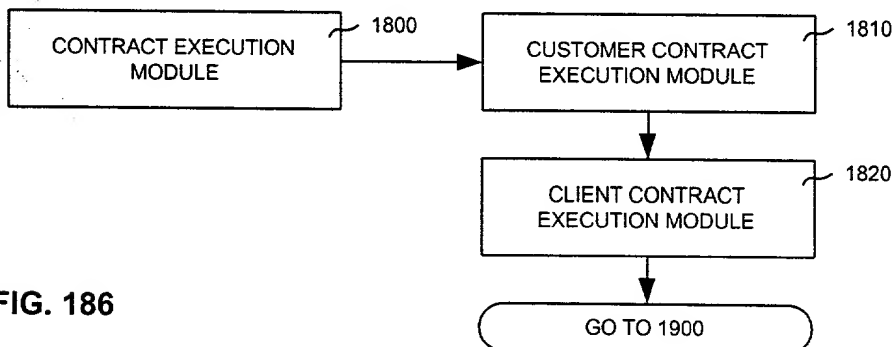 CONTRACT EXECUTION
MODULE
1800
CUSTOMER CONTRACT
EXECUTION MODULE
1810
CLIENT CONTRACT
EXECUTION MODULE
1820
FIG. 186
GO TO 1900